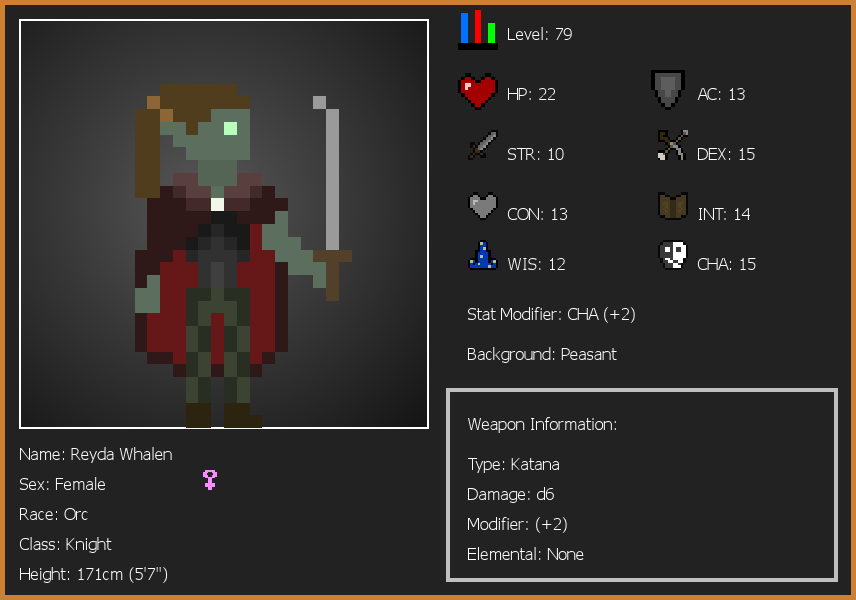 Level: 79
HP: 22
AC: 13
STR: 10
DEX: 15
CON: 13
INT: 14
WIS: 12
CHA: 15
Stat Modifier: CHA (+2)
Background: Peasant
Weapon Information:
Type: Katana
Damage: d6
Modifier: (+2)
Elemental: None
Name: Reyda Whalen
Sex: Female
Race: Orc
Class: Knight
Height: 171cm (5'7")